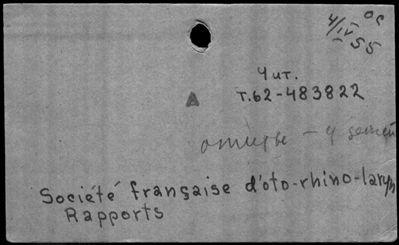 4/IV 55
Чит.
Т.62-483822
Société française d'oto-rhino-laryn
Rapports